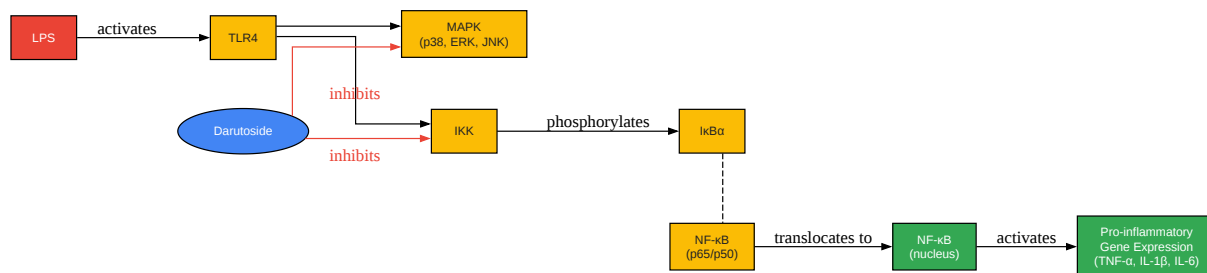 LPS
activates
TLR4
MAPK
(p38, ERK, JNK)
inhibits
Darutoside
inhibits
IKK
phosphorylates
IκBα
NF-κB
(p65/p50)
translocates to
NF-κB
(nucleus)
activates
Pro-inflammatory
Gene Expression
(TNF-α, IL-1β, IL-6)